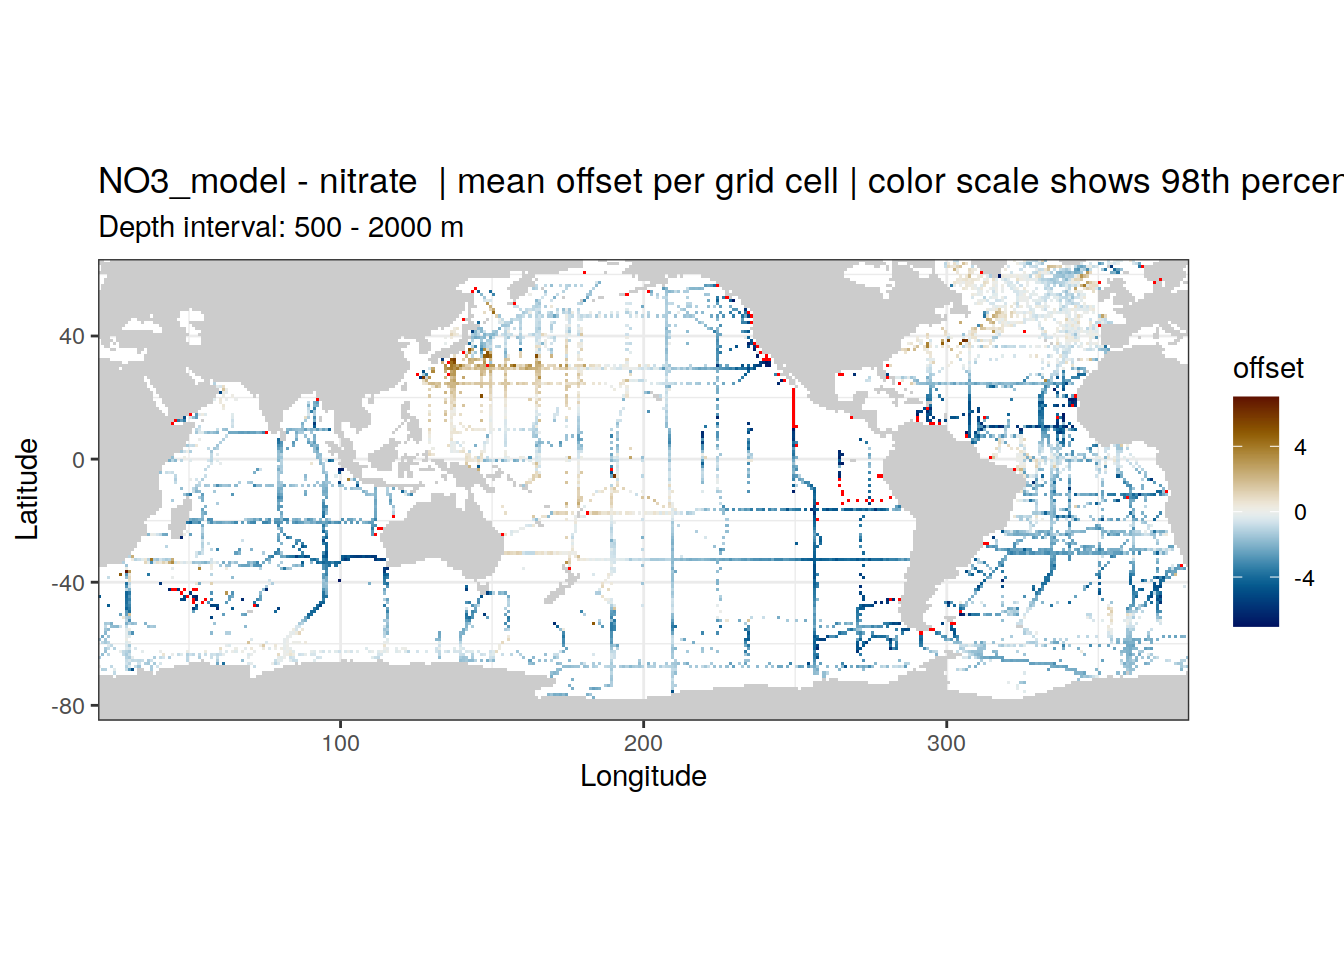 NO3_model - nitrate  | mean offset per grid cell | color scale shows 98th percen
Depth interval: 500 - 2000 m
offset
4
0
-4
40
0
-40
-80
Latitude
100
200
300
Longitude